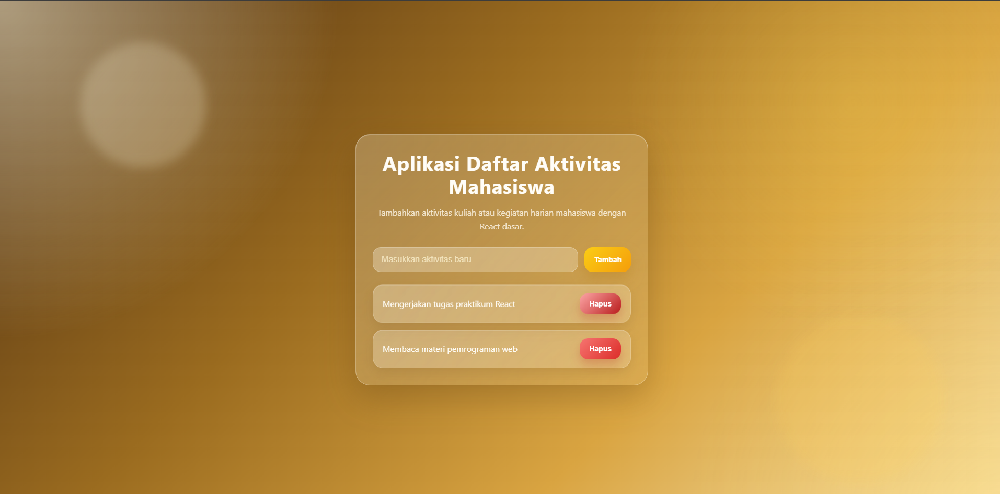 Aplikasi Daftar Aktivitas
Mahasiswa
Tambahkan aktivitas kuliah atau kegiatan harian mahasiswa dengan
React dasar.
Masukkan aktivitas baru
Tambah
Mengerjakan tugas praktikum React
Hapus
Membaca materi pemrograman web
Hapus